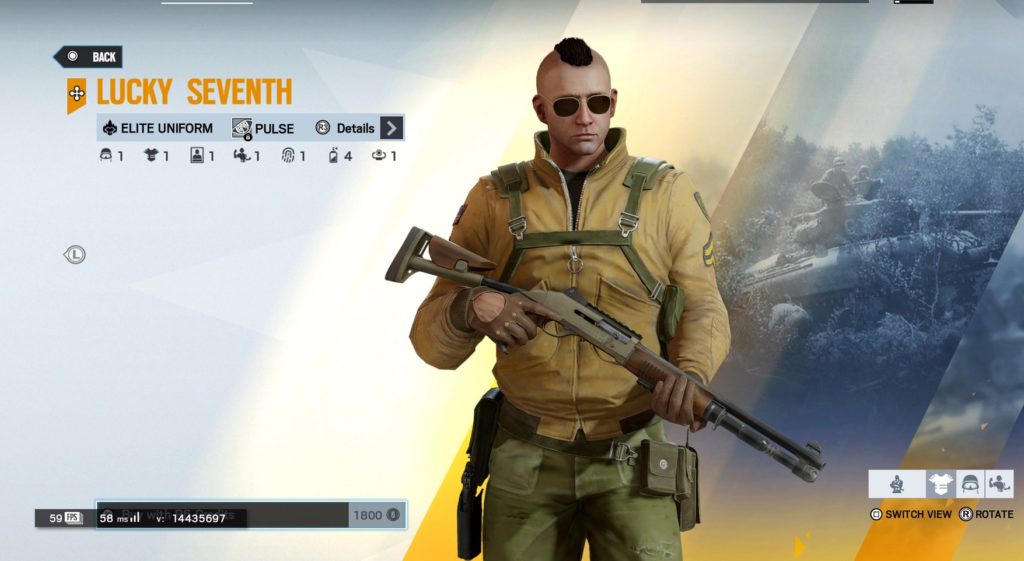 BACK
LUCKY SEVENTH
ELITE UNIFORM PULSE R3 Details
1 1 1 1 1 4 1
L
59 FPS 58 ms v: 14435697
1800
SWITCH VIEW R ROTATE